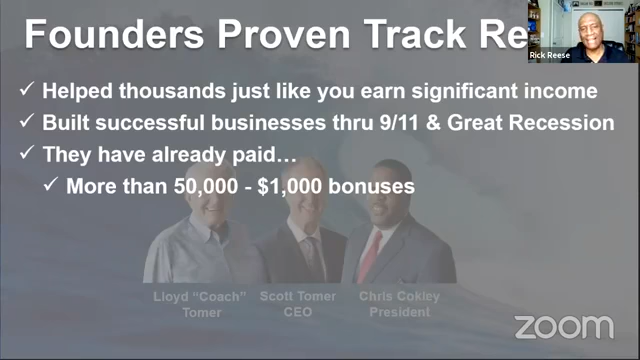 Founders Proven Track Re
Rick Reese
✓ Helped thousands just like you earn significant income
✓ Built successful businesses thru 9/11 & Great Recession
✓ They have already paid…
✓ More than 50,000 - $1,000 bonuses
Lloyd “Coach” Tomer
Scott Tomer CEO
Chris Cokley President
zoom